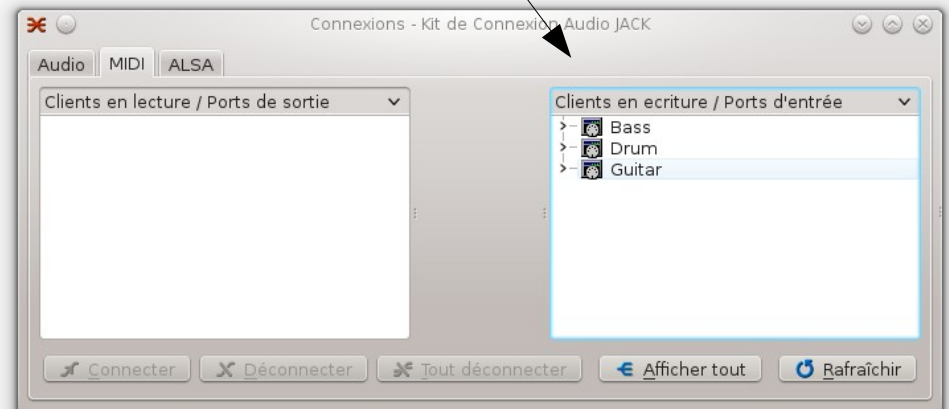 Connexions - Kit de Connexion Audio JACK
Audio MIDI ALSA
Clients en lecture / Ports de sortie
Clients en ecriture / Ports d'entrée
Bass
Drum
Guitar
Connecter Déconnecter Tout déconnecter Afficher tout Rafraîchir